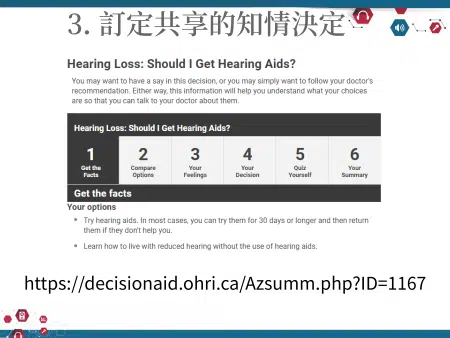 3. 訂定共享的知情決定
Hearing Loss: Should I Get Hearing Aids?
You may want to have a say in this decision, or you may simply want to follow your doctor's
recommendation. Either way, this information will help you understand what your choices
are so that you can talk to your doctor about them.
Hearing Loss: Should I Get Hearing Aids?
1 2 3 4 5 6
Get the Facts Compare Options Your Feelings Your Decision Quiz Yourself Your Summary
Get the facts
Your options
• Try hearing aids. In most cases, you can try them for 30 days or longer and then return
them if they don't help you.
• Learn how to live with reduced hearing without the use of hearing aids.
https://decisionaid.ohri.ca/Azsumm.php?ID=1167